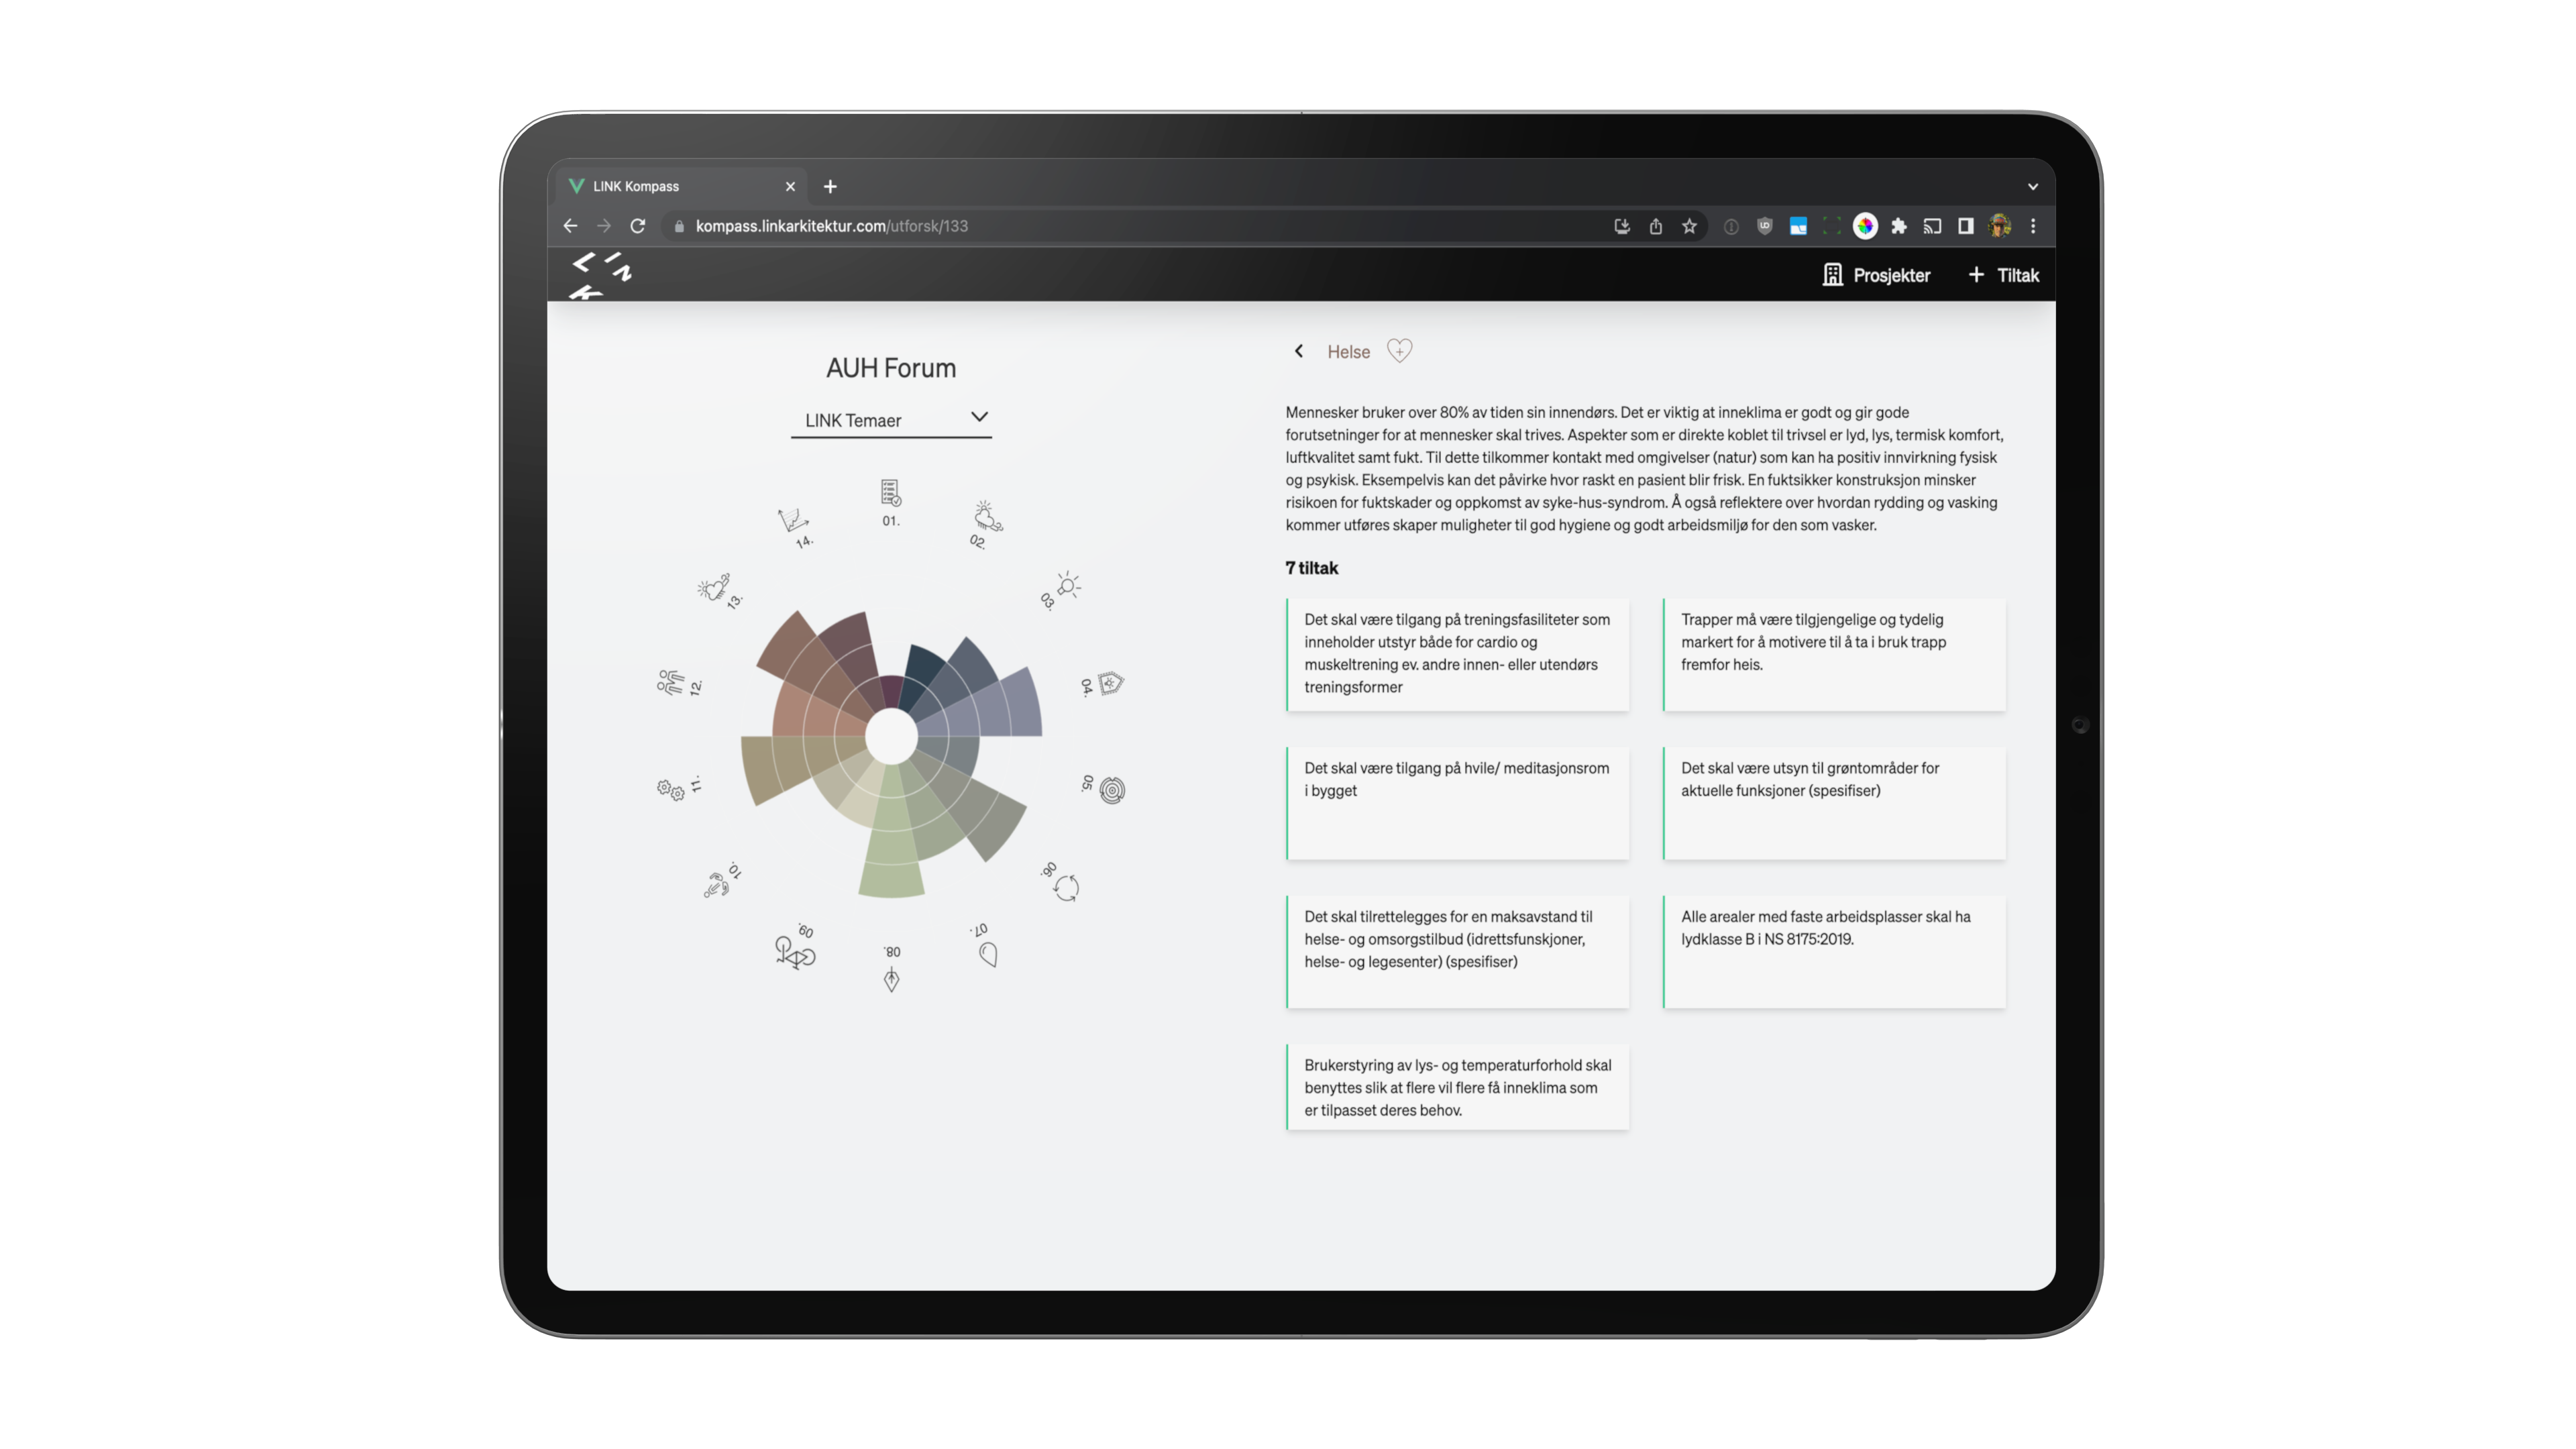 LINK Kompass
kompass.linkarkitektur.com/utforsk/133
LINK
Prosjekter
Tiltak
AUH Forum
LINK Temaer
01.
02.
03.
04.
05.
06.
07.
08.
09.
10.
11.
12.
13.
14.
Helse
Mennesker bruker over 80% av tiden sin innendørs. Det er viktig at inneklima er godt og gir gode
forutsetninger for at mennesker skal trives. Aspekter som er direkte koblet til trivsel er lyd, lys, termisk komfort,
luftkvalitet samt fukt. Til dette tilkommer kontakt med omgivelser (natur) som kan ha positiv innvirkning fysisk
og psykisk. Eksempelvis kan det påvirke hvor raskt en pasient blir frisk. En fuktsikker konstruksjon minsker
risikoen for fuktskader og oppkomst av syke-hus-syndrom. Å også reflektere over hvordan rydding og vasking
kommer utføres skaper muligheter til god hygiene og godt arbeidsmiljø for den som vasker.
7 tiltak
Det skal være tilgang på treningsfasiliteter som
inneholder utstyr både for cardio og
muskeltrening ev. andre innen- eller utendørs
treningsformer
Trapper må være tilgjengelige og tydelig
markert for å motivere til å ta i bruk trapp
fremfor heis.
Det skal være tilgang på hvile/ meditasjonsrom
i bygget
Det skal være utsyn til grøntområder for
aktuelle funksjoner (spesifiser)
Det skal tilrettelegges for en maksavstand til
helse- og omsorgstilbud (idrettsfunskjoner,
helse- og legesenter) (spesifiser)
Alle arealer med faste arbeidsplasser skal ha
lydklasse B i NS 8175:2019.
Brukerstyring av lys- og temperaturforhold skal
benyttes slik at flere vil flere få inneklima som
er tilpasset deres behov.